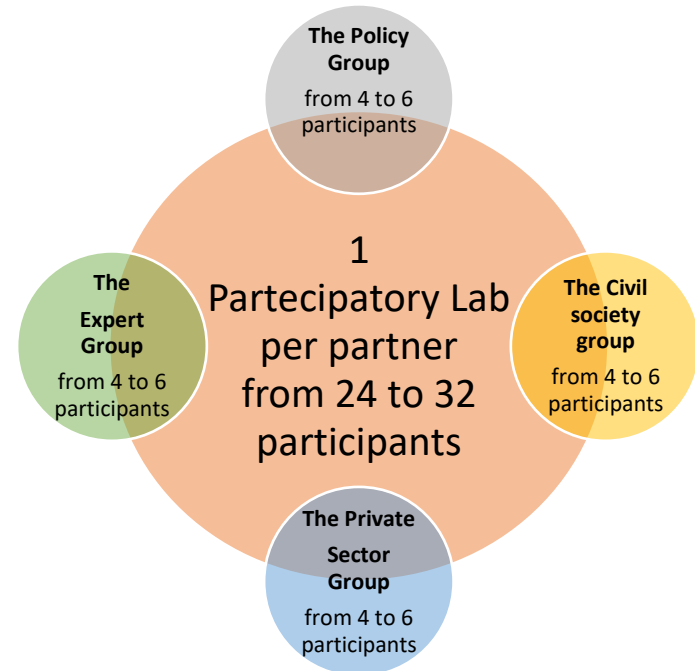 The Policy
Group
from 4 to 6
participants
1
Partecipatory Lab
per partner
from 24 to 32
participants
The
Expert
Group
from 4 to 6
participants
The Civil
society
group
from 4 to 6
participants
The Private
Sector
Group
from 4 to 6
participants